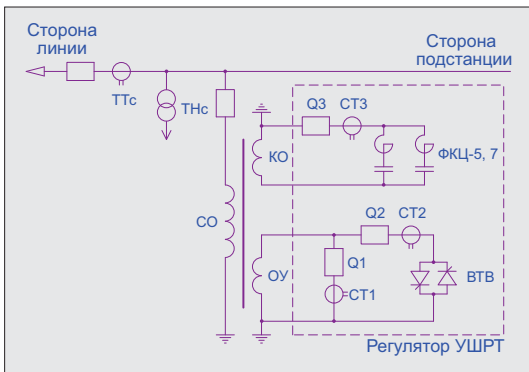 Сторона
линии
Сторона
подстанции
ТТс
ТНс
Q3
СТ3
КО
ФКЦ-5, 7
СО
Q2
СТ2
ОУ
Q1
СТ1
ВТВ
Регулятор УШРТ